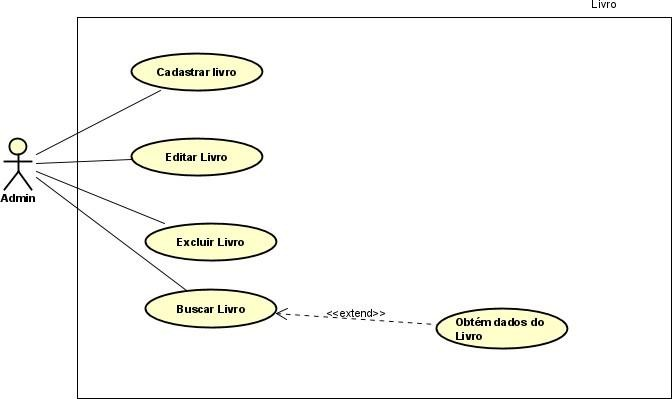 Livro
Cadastrar livro
Editar Livro
Admin
Excluir Livro
Buscar Livro
<<extend>>
Obtém dados do
Livro